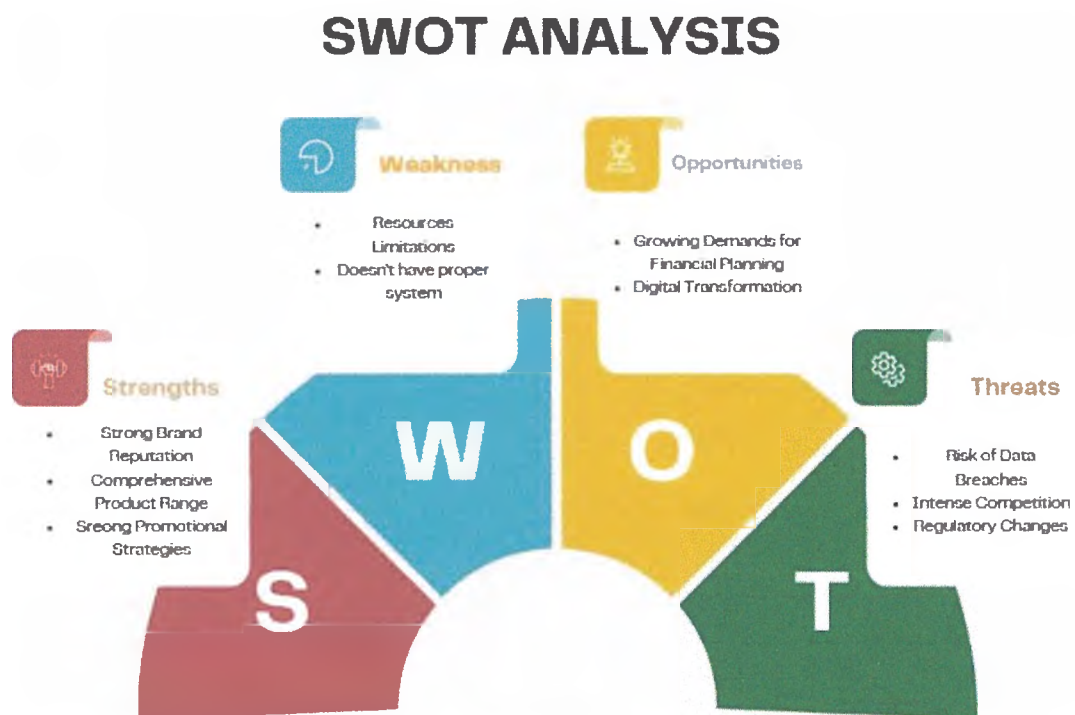 SWOT ANALYSIS
Weakness
• Resources
Limitations
• Doesn't have proper
system
Opportunities
• Growing Demands for
Financial Planning
• Digital Transformation
Strengths
• Strong Brand
Reputation
• Comprehensive
Product Range
• Sreong Promotional
Strategies
Threats
• Risk of Data
Breaches
• Intense Competition
• Regulatory Changes
S
W
O
T